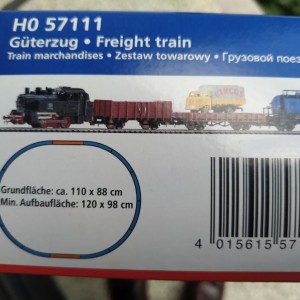 H0 57111
Güterzug • Freight train
Train marchandises • Zestaw towarowy • Грузовой
CIRCUS
Grundfläche: ca. 110 x 88 cm
Min. Aufbaufläche: 120 x 98 cm
4 015615 57